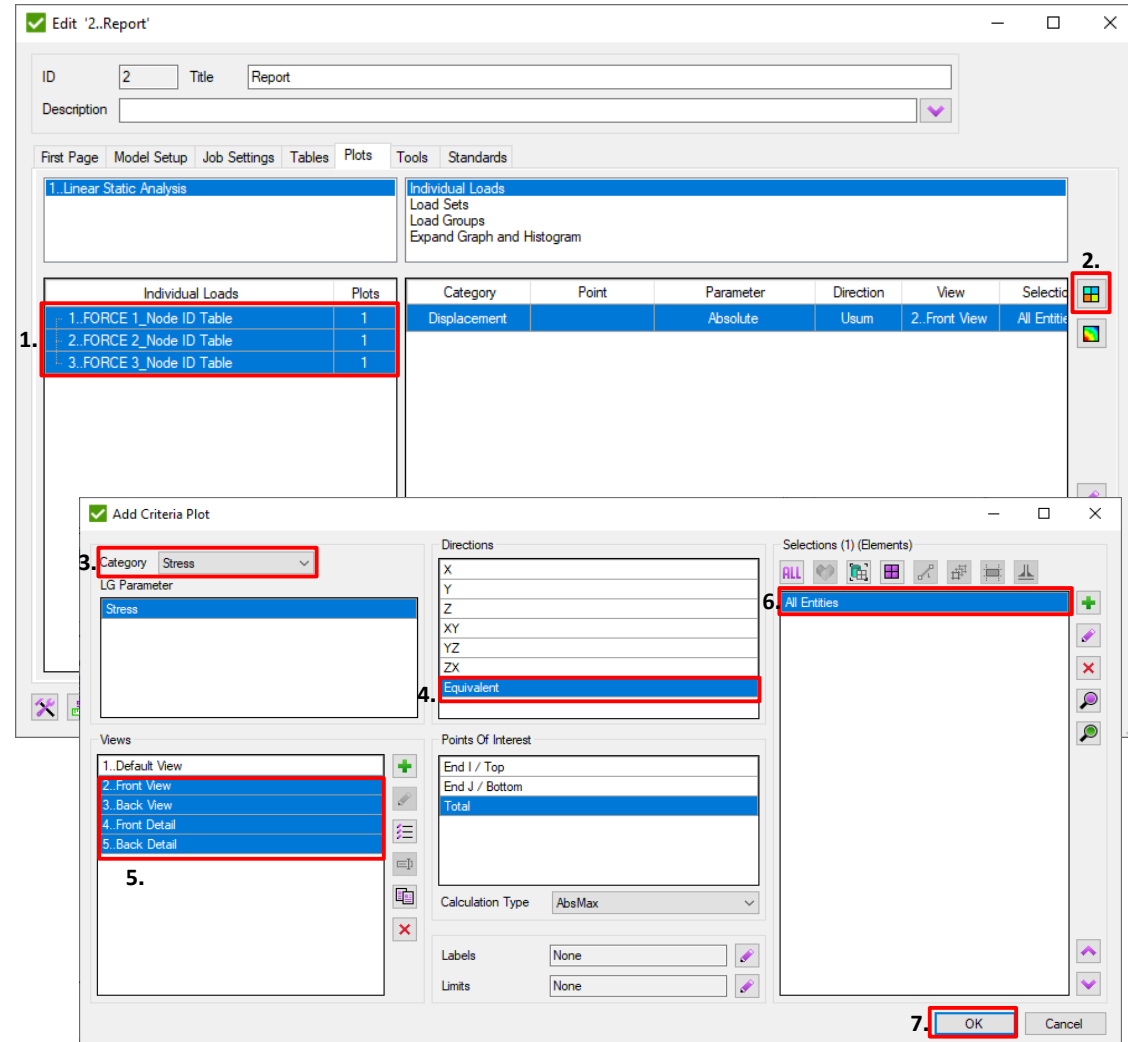 Edit '2..Report'
ID 2 Title Report
Description
First Page Model Setup Job Settings Tables Plots Tools Standards
1..Linear Static Analysis
Individual Loads
Load Sets
Load Groups
Expand Graph and Histogram
2.
Individual Loads Plots
1.
1..FORCE 1_Node ID Table 1
2..FORCE 2_Node ID Table 1
3..FORCE 3_Node ID Table 1
Category Point Parameter Direction View Selectio
Displacement Absolute Usum 2..Front View All Entitie
Add Criteria Plot
3. Category Stress
LG Parameter
Stress
Directions
X
Y
Z
XY
YZ
ZX
4. Equivalent
Selections (1) (Elements)
ALL
6. All Entities
Views
1..Default View
2..Front View
3..Back View
4..Front Detail
5..Back Detail
5.
Points Of Interest
End I / Top
End J / Bottom
Total
Calculation Type AbsMax
Labels None
Limits None
7. OK Cancel